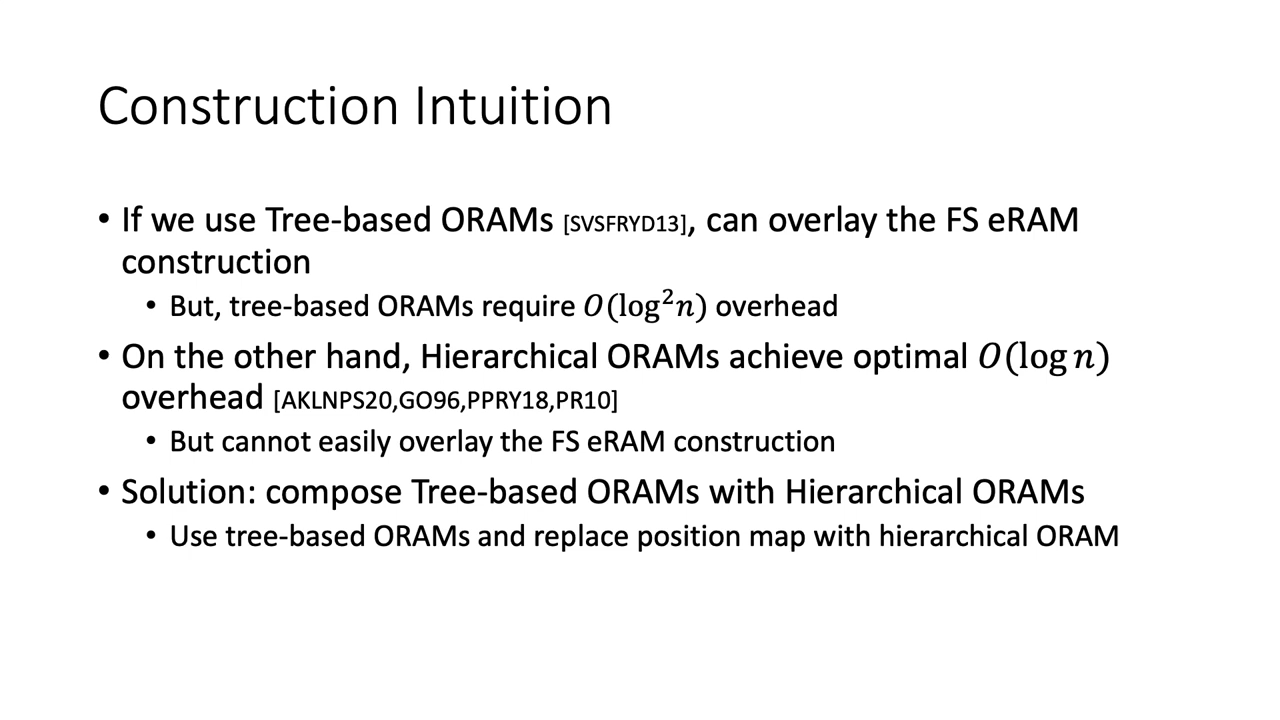 Construction Intuition
• If we use Tree-based ORAMs [SVSFRYD13], can overlay the FS eRAM
construction
• But, tree-based ORAMs require O(log²n) overhead
• On the other hand, Hierarchical ORAMs achieve optimal O(log n)
overhead [AKLNPS20,GO96,PPRY18,PR10]
• But cannot easily overlay the FS eRAM construction
• Solution: compose Tree-based ORAMs with Hierarchical ORAMs
• Use tree-based ORAMs and replace position map with hierarchical ORAM